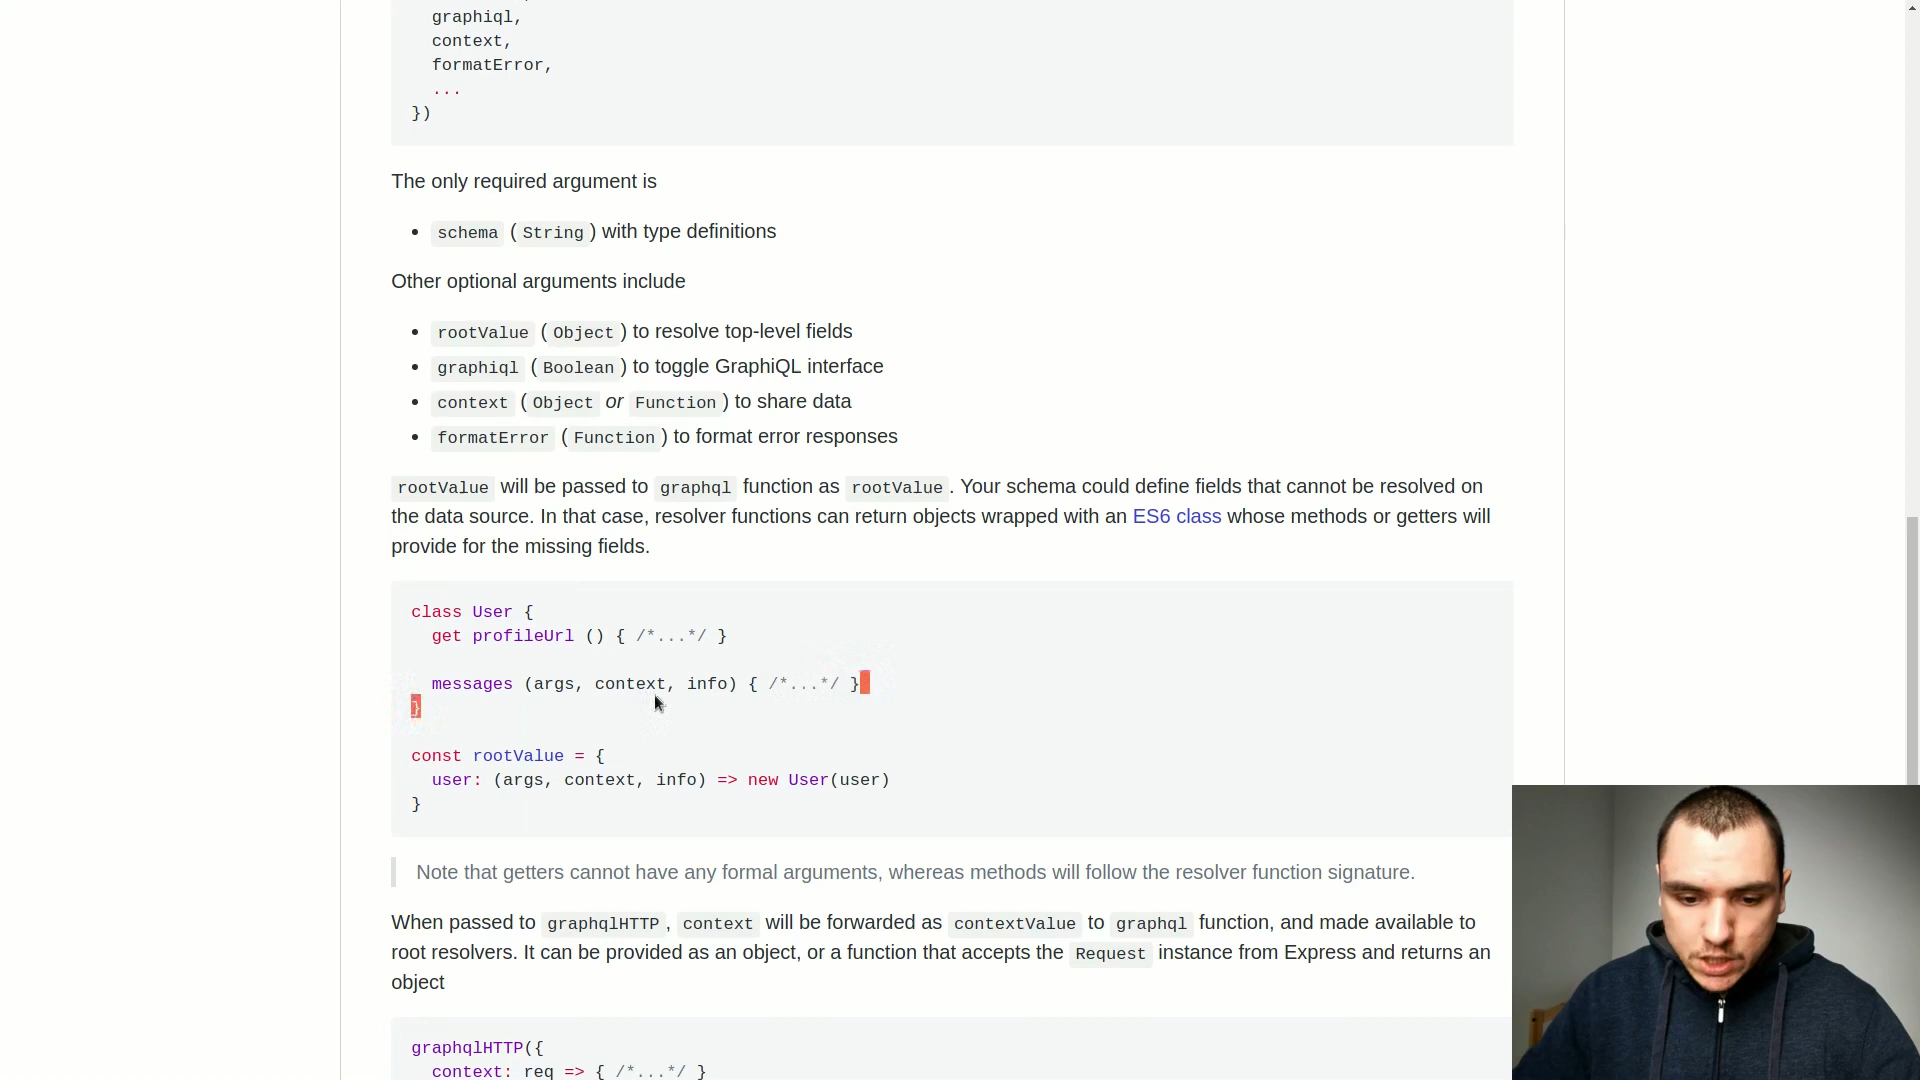 graphiql,
context,
formatError,
...
})
The only required argument is
• schema ( String ) with type definitions
Other optional arguments include
• rootValue ( Object ) to resolve top-level fields
• graphiql ( Boolean ) to toggle GraphiQL interface
• context ( Object or Function ) to share data
• formatError ( Function ) to format error responses
rootValue will be passed to graphql function as rootValue . Your schema could define fields that cannot be resolved on
the data source. In that case, resolver functions can return objects wrapped with an ES6 class whose methods or getters will
provide for the missing fields.
class User {
get profileUrl () { /*...*/ }
messages (args, context, info) { /*...*/ }
}
const rootValue = {
user: (args, context, info) => new User(user)
}
Note that getters cannot have any formal arguments, whereas methods will follow the resolver function signature.
When passed to graphqlHTTP , context will be forwarded as contextValue to graphql function, and made available to
root resolvers. It can be provided as an object, or a function that accepts the Request instance from Express and returns an
object
graphqlHTTP({
context: req => { /*...*/ }